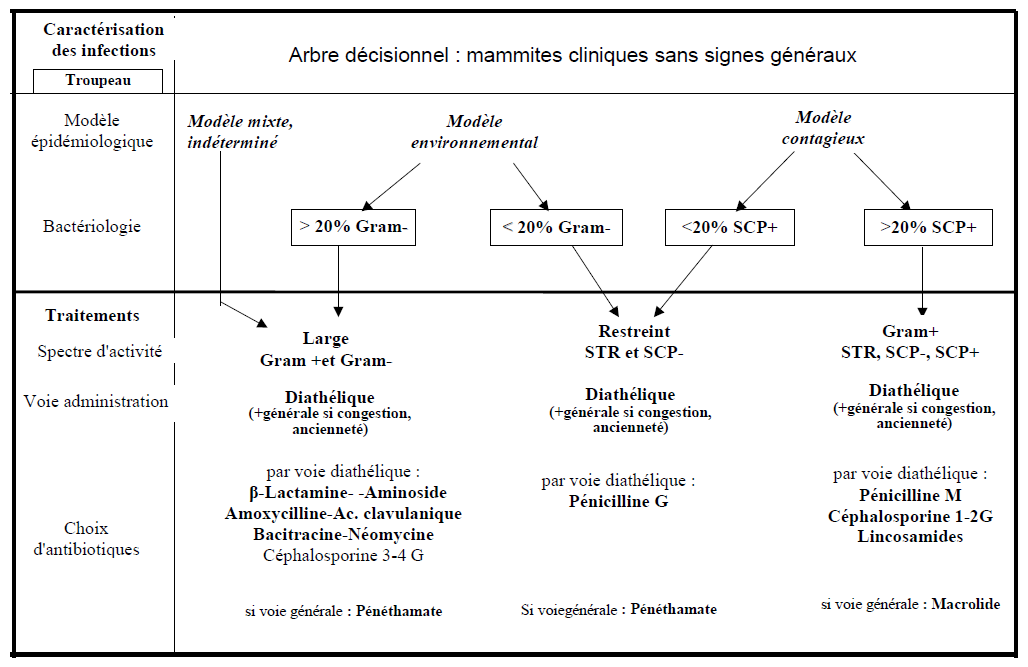 Caractérisation
des infections
Troupeau
Arbre décisionnel : mammites cliniques sans signes généraux
Modèle
épidémiologique
Modèle mixte,
indéterminé
Modèle
environnemental
Modèle
contagieux
Bactériologie
> 20% Gram-
< 20% Gram-
<20% SCP+
>20% SCP+
Traitements
Spectre d'activité
Large
Gram +et Gram-
Restreint
STR et SCP-
Gram+
STR, SCP-, SCP+
Voie administration
Diathélique
(+générale si congestion,
ancienneté)
Diathélique
(+générale si congestion,
ancienneté)
Diathélique
(+générale si congestion,
ancienneté)
Choix
d'antibiotiques
par voie diathélique :
β-Lactamine- -Aminoside
Amoxycilline-Ac. clavulanique
Bacitracine-Néomycine
Céphalosporine 3-4 G
par voie diathélique :
Pénicilline G
par voie diathélique :
Pénicilline M
Céphalosporine 1-2G
Lincosamides
si voie générale : Pénéthamate
Si voiegénérale : Pénéthamate
si voie générale : Macrolide